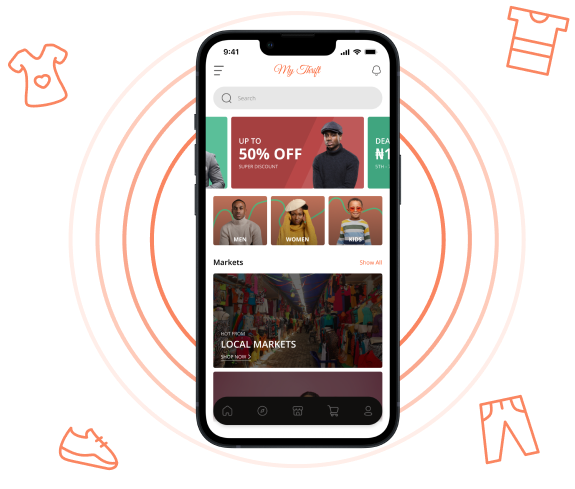 9:41
My Thrift
Search
UP TO
50% OFF
SUPER DISCOUNT
DEA
₦1
5TH -
MEN
WOMEN
KIDS
Markets
Show All
HOT FROM
LOCAL MARKETS
SHOP NOW >